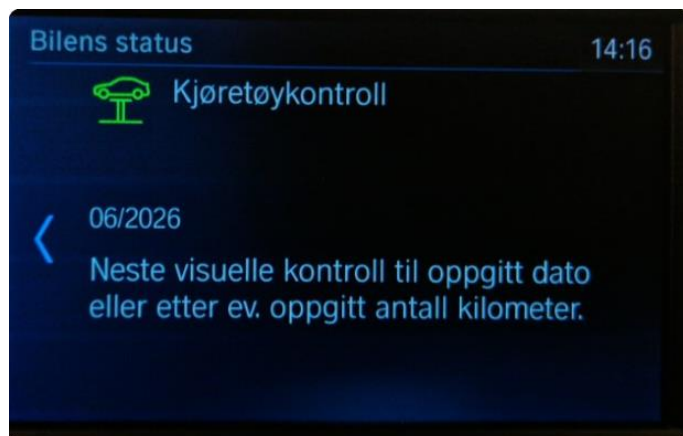 Bilens status
14:16
Kjøretøykontroll
06/2026
Neste visuelle kontroll til oppgitt dato
eller etter ev. oppgitt antall kilometer.